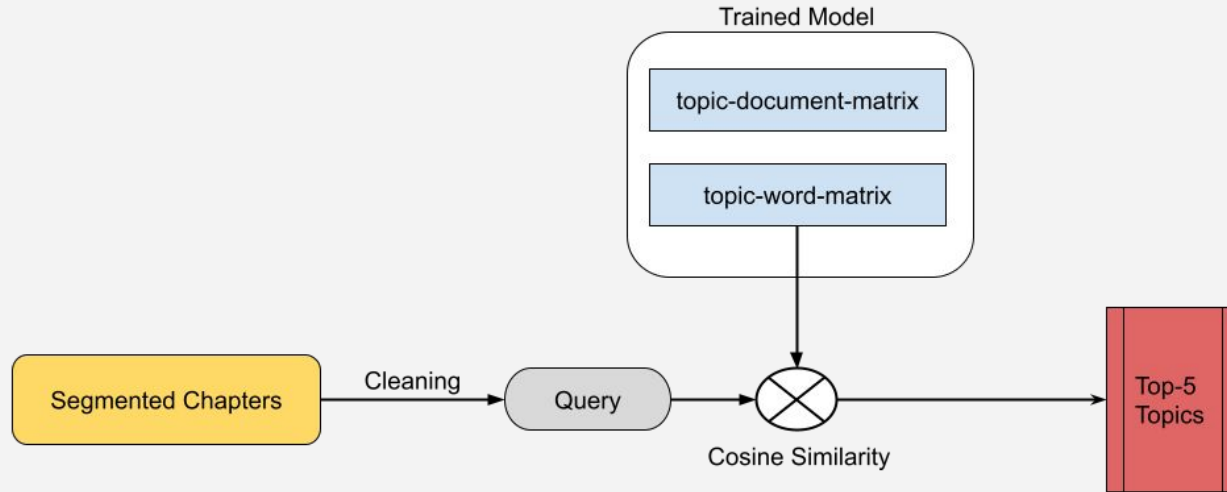 Trained Model
topic-document-matrix
topic-word-matrix
Segmented Chapters
Cleaning
Query
Cosine Similarity
Top-5
Topics